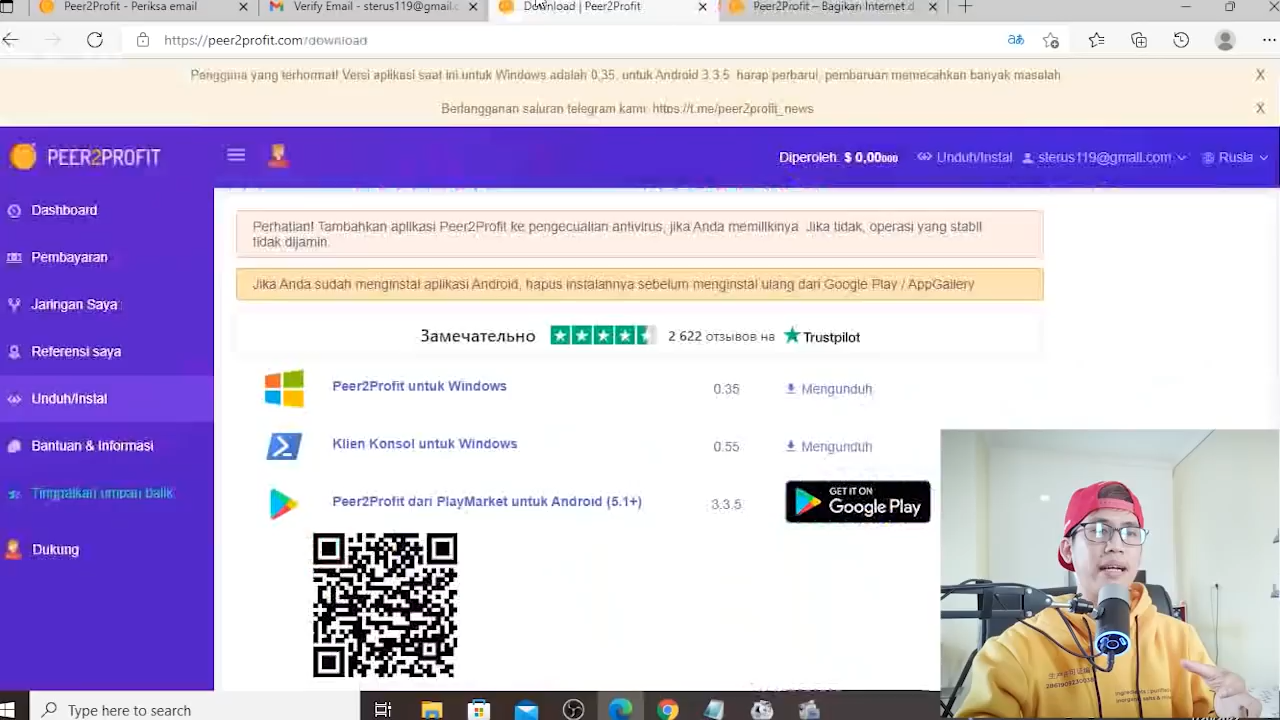 Peer2Profit - Periksa email
Verify Email - sterus119@gmail.c
Download | Peer2Profit
Peer2Profit – Bagikan Internet.d
https://peer2profit.com/download
Pengguna yang terhormat! Versi aplikasi saat ini untuk Windows adalah 0.35, untuk Android 3.3.5 harap perbarui, pembaruan memecahkan banyak masalah
X
Berlangganan saluran telegram kami: https://t.me/peer2profit_news
X
PEER2PROFIT
Diperoleh: $ 0,00000
Unduh/Instal
sterus119@gmail.com
Rusia
Dashboard
Pembayaran
Jaringan Saya
Referensi saya
Unduh/Instal
Bantuan & Informasi
Tinggalkan umpan balik
Dukung
Perhatian! Tambahkan aplikasi Peer2Profit ke pengecualian antivirus, jika Anda memilikinya. Jika tidak, operasi yang stabil
tidak dijamin.
Jika Anda sudah menginstal aplikasi Android, hapus instalannya sebelum menginstal ulang dari Google Play / AppGallery
Замечательно
2 622 отзывов на
Trustpilot
Peer2Profit untuk Windows
0.35
Mengunduh
Klien Konsol untuk Windows
0.55
Mengunduh
Peer2Profit dari PlayMarket untuk Android (5.1+)
3.3.5
GET IT ON
Google Play
Type here to search